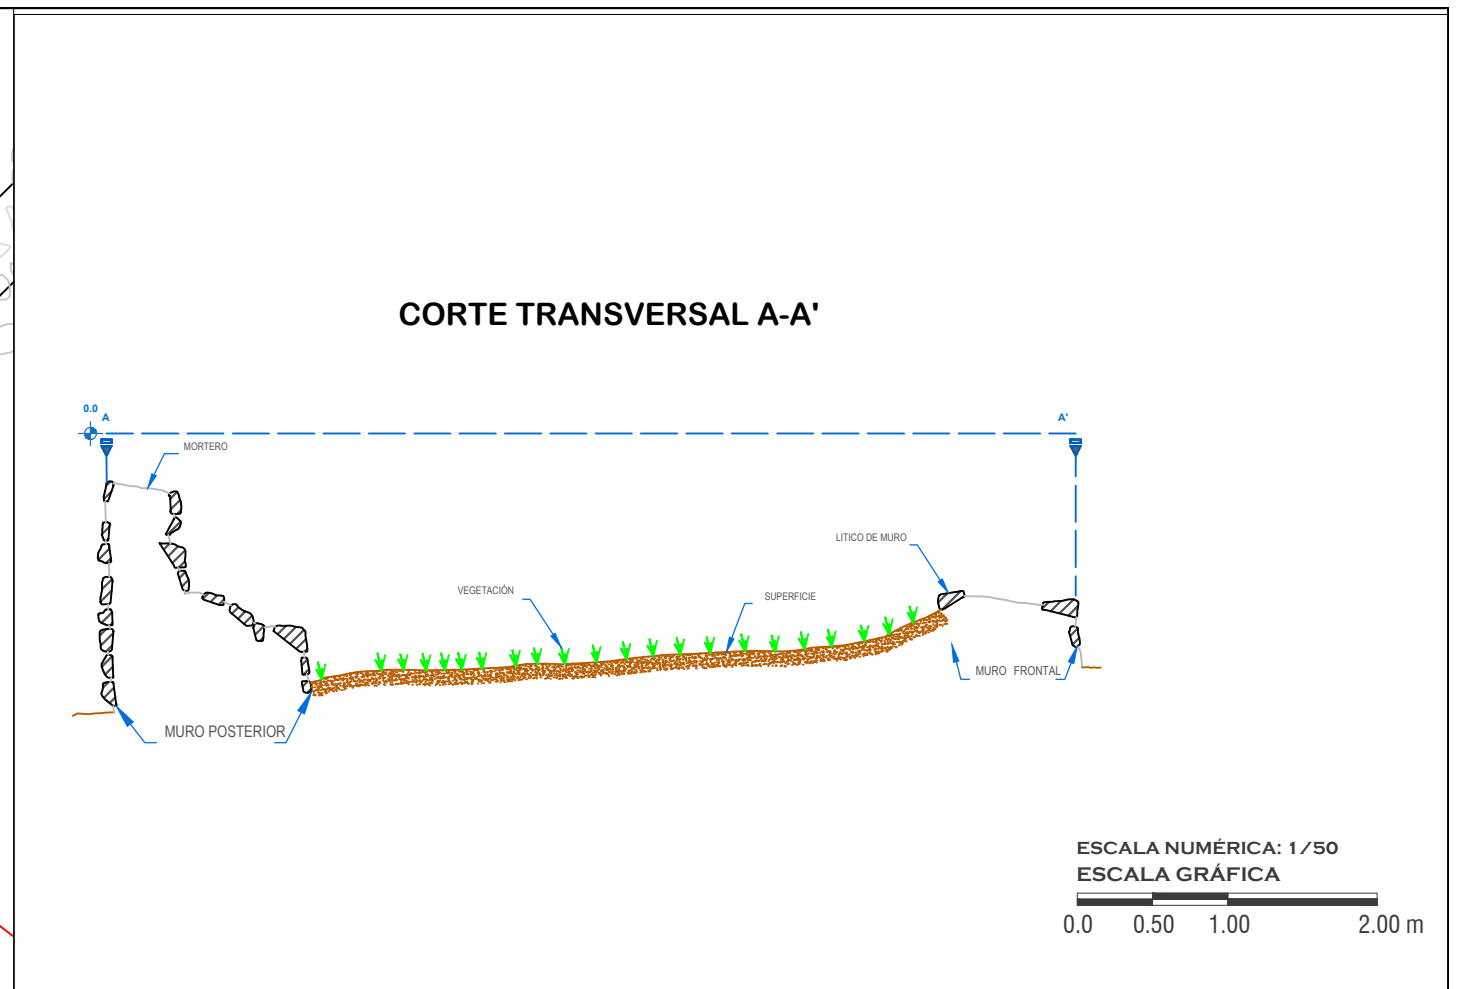 CORTE TRANSVERSAL A-A'
0.0
A
A'
MORTERO
LITICO DE MURO
VEGETACIÓN
SUPERFICIE
MURO FRONTAL
MURO POSTERIOR
ESCALA NUMÉRICA: 1/50
ESCALA GRÁFICA
0.0 0.50 1.00 2.00 m